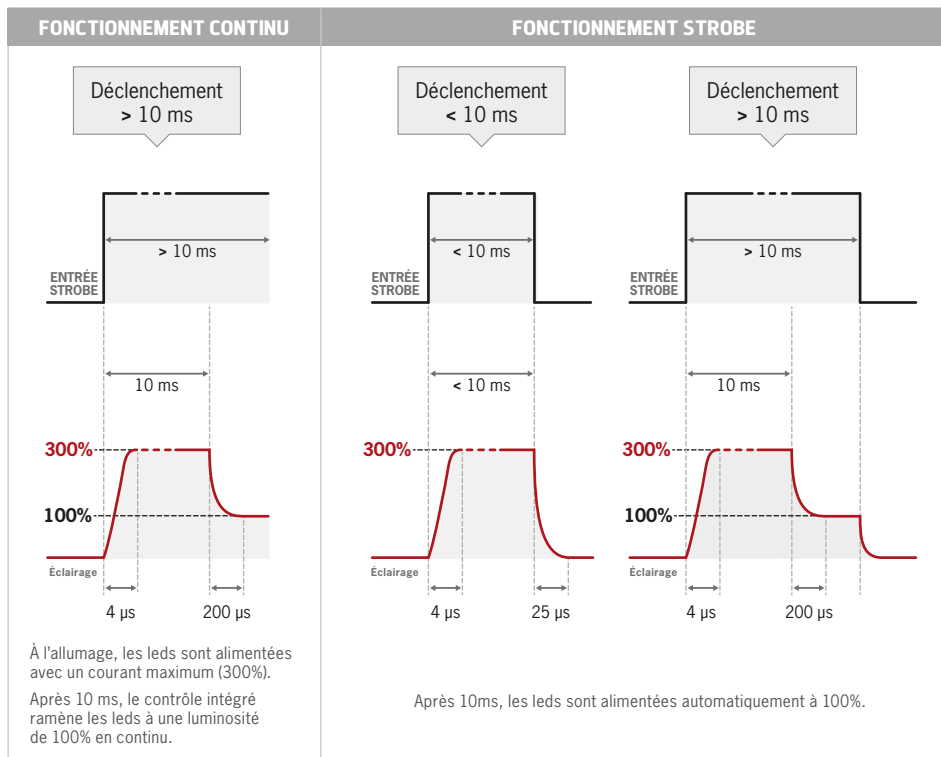 FONCTIONNEMENT CONTINU
FONCTIONNEMENT STROBE
Déclenchement
> 10 ms
Déclenchement
< 10 ms
Déclenchement
> 10 ms
> 10 ms
ENTRÉE
STROBE
< 10 ms
ENTRÉE
STROBE
> 10 ms
ENTRÉE
STROBE
10 ms
< 10 ms
10 ms
300%
100%
Éclairage
4 µs
200 µs
300%
Éclairage
4 µs
25 µs
300%
100%
Éclairage
4 µs
200 µs
À l'allumage, les leds sont alimentées
avec un courant maximum (300%).
Après 10 ms, le contrôle intégré
ramène les leds à une luminosité
de 100% en continu.
Après 10ms, les leds sont alimentées automatiquement à 100%.